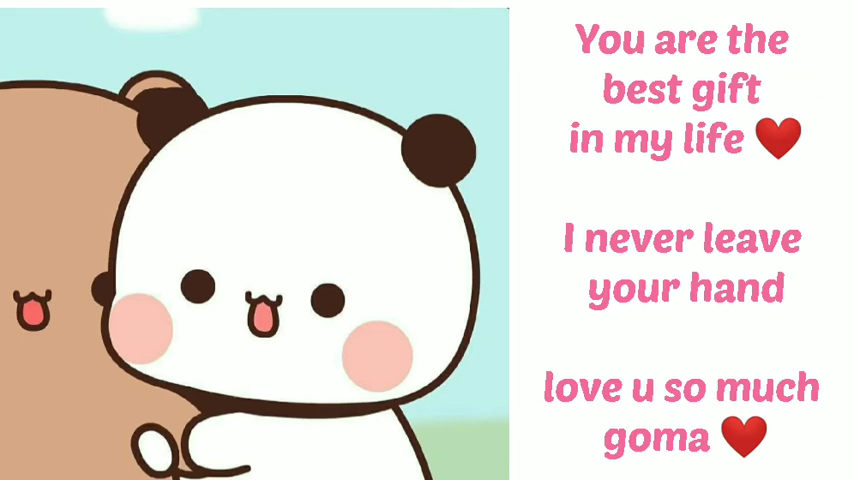 You are the
best gift
in my life ❤️
I never leave
your hand
love u so much
goma ❤️